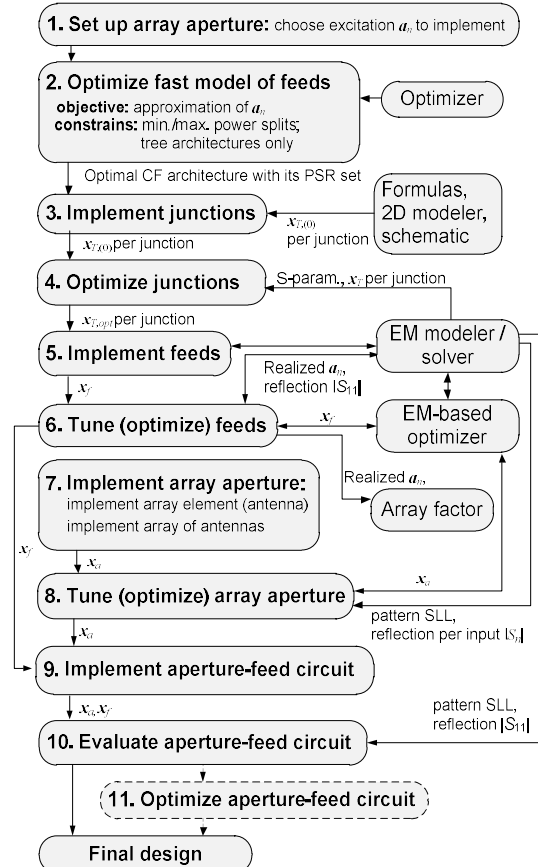 1. Set up array aperture: choose excitation aₙ to implement
2. Optimize fast model of feeds
objective: approximation of aₙ
constrains: min./max. power splits;
tree architectures only
Optimizer
Optimal CF architecture with its PSR set
3. Implement junctions
x_T,(0)
per junction
Formulas,
2D modeler,
schematic
x_T,(0) per junction
4. Optimize junctions
S-param., x_T per junction
x_T,opt per junction
5. Implement feeds
EM modeler /
solver
Realized aₙ,
reflection |S₁₁|
x_f
6. Tune (optimize) feeds
x_f
EM-based
optimizer
7. Implement array aperture:
implement array element (antenna)
implement array of antennas
Realized aₙ,
Array factor
x_f
x_a
x_a
8. Tune (optimize) array aperture
pattern SLL,
reflection per input |S_n|
x_a
9. Implement aperture-feed circuit
x_a, x_f
pattern SLL,
reflection |S₁₁|
10. Evaluate aperture-feed circuit
11. Optimize aperture-feed circuit
Final design